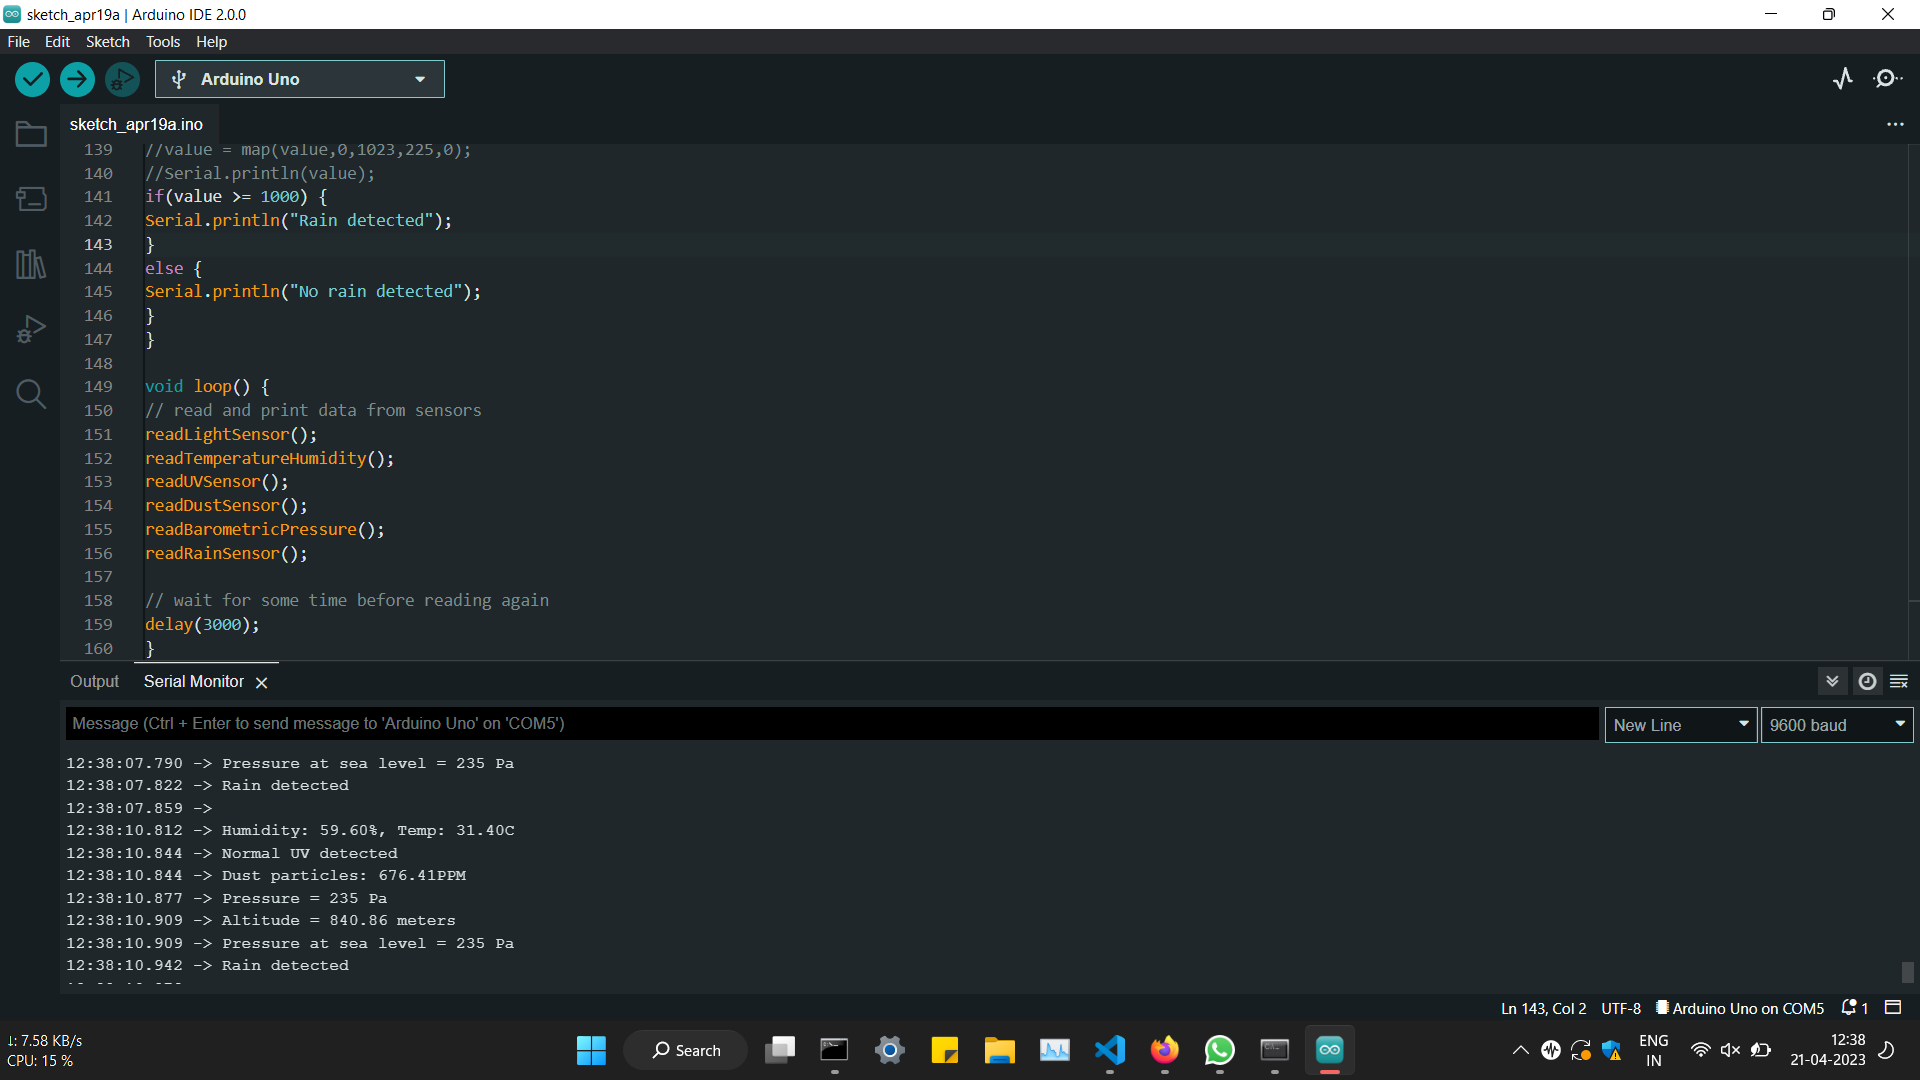 sketch_apr19a | Arduino IDE 2.0.0
File Edit Sketch Tools Help
Arduino Uno
sketch_apr19a.ino
139 //value = map(value,0,1023,225,0);
140 //Serial.println(value);
141 if(value >= 1000) {
142 Serial.println("Rain detected");
143 }
144 else {
145 Serial.println("No rain detected");
146 }
147 }
148
149 void loop() {
150 // read and print data from sensors
151 readLightSensor();
152 readTemperatureHumidity();
153 readUVSensor();
154 readDustSensor();
155 readBarometricPressure();
156 readRainSensor();
157
158 // wait for some time before reading again
159 delay(3000);
160 }
Output Serial Monitor
Message (Ctrl + Enter to send message to 'Arduino Uno' on 'COM5')
New Line 9600 baud
12:38:07.790 -> Pressure at sea level = 235 Pa
12:38:07.822 -> Rain detected
12:38:07.859 ->
12:38:10.812 -> Humidity: 59.60%, Temp: 31.40C
12:38:10.844 -> Normal UV detected
12:38:10.844 -> Dust particles: 676.41PPM
12:38:10.877 -> Pressure = 235 Pa
12:38:10.909 -> Altitude = 840.86 meters
12:38:10.909 -> Pressure at sea level = 235 Pa
12:38:10.942 -> Rain detected
Ln 143, Col 2 UTF-8 Arduino Uno on COM5 1
↓: 7.58 KB/s
CPU: 15 %
Search
ENG
IN
12:38
21-04-2023